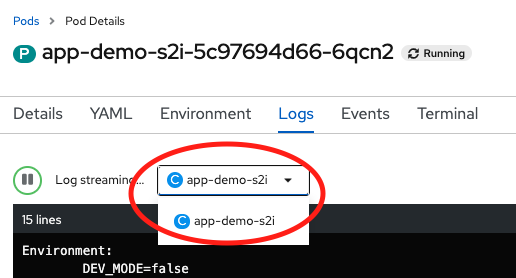 Pods > Pod Details
P app-demo-s2i-5c97694d66-6qcn2 Running
Details YAML Environment Logs Events Terminal
Log streaming... C app-demo-s2i
C app-demo-s2i
15 lines
Environment:
DEV_MODE=false